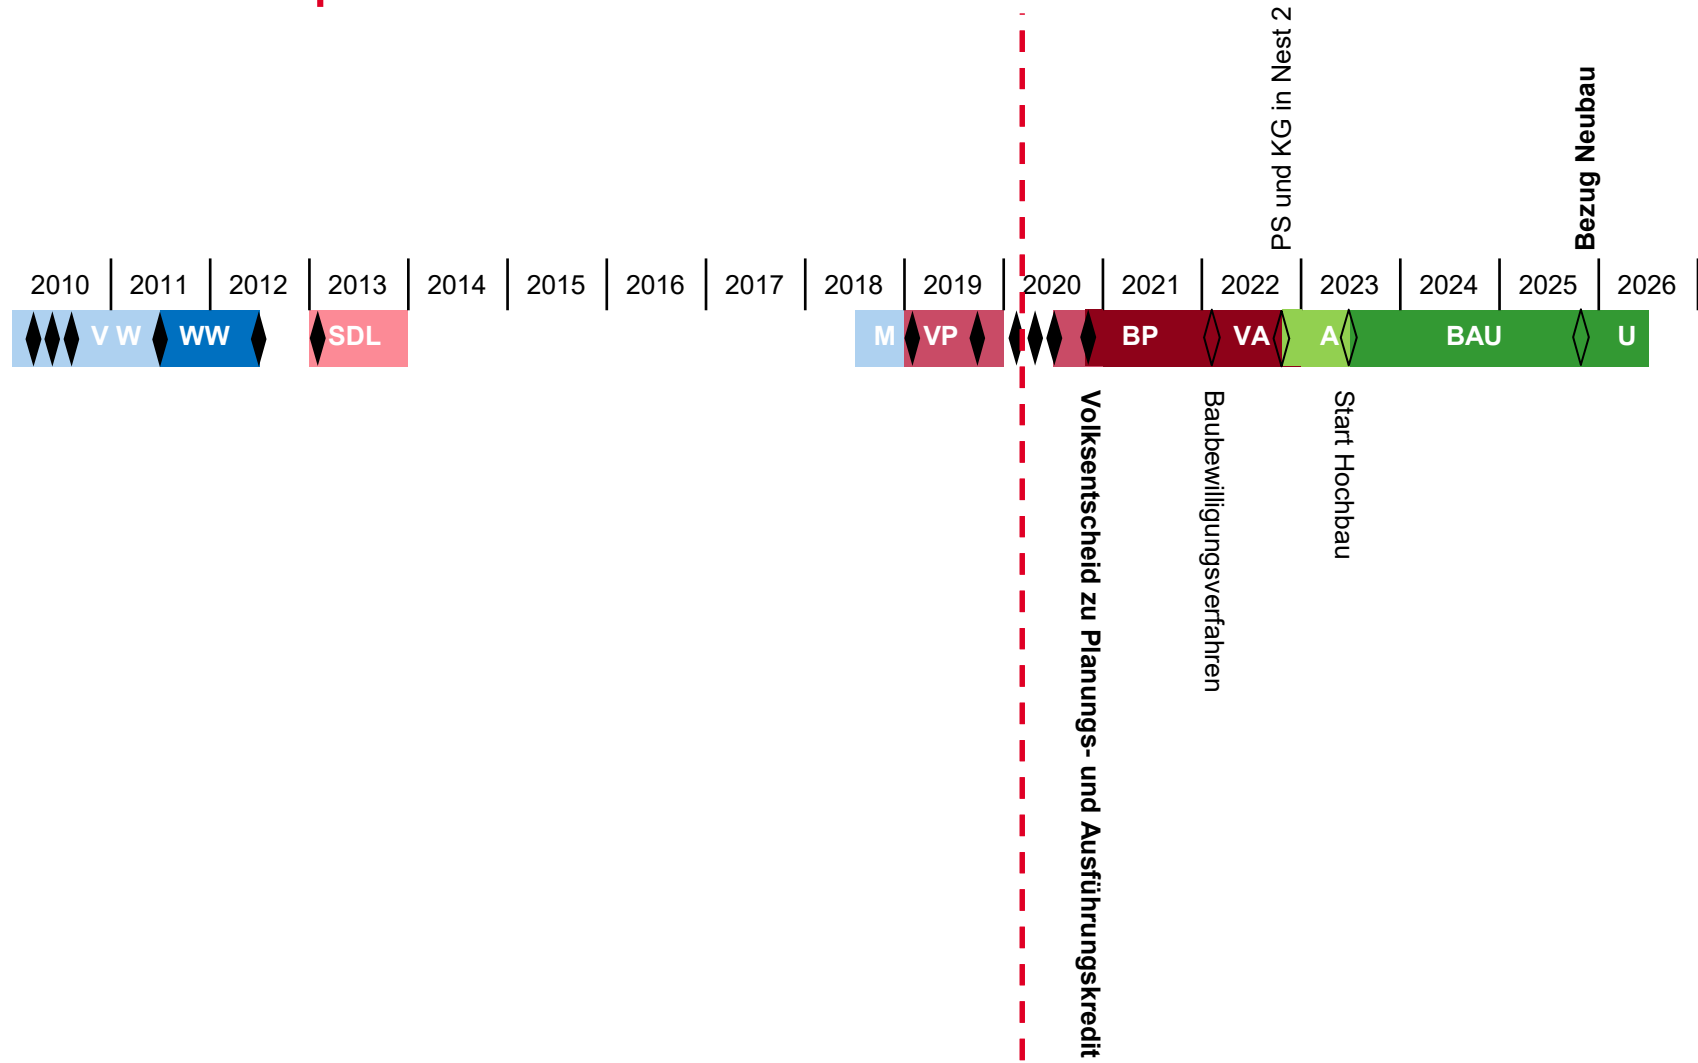 PS und KG in Nest 2
Bezug Neubau
2010 2011 2012 2013 2014 2015 2016 2017 2018 2019 2020 2021 2022 2023 2024 2025 2026
V W WW SDL M VP BP VA A BAU U
Volksentscheid zu Planungs- und Ausführungskredit
Baubewilligungsverfahren
Start Hochbau